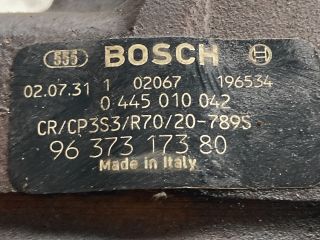 555 BOSCH
02.07.31 1 02067 196534
0 445 010 042
CR/CP3S3/R70/20-789S
96 373 173 80
Made in Italy